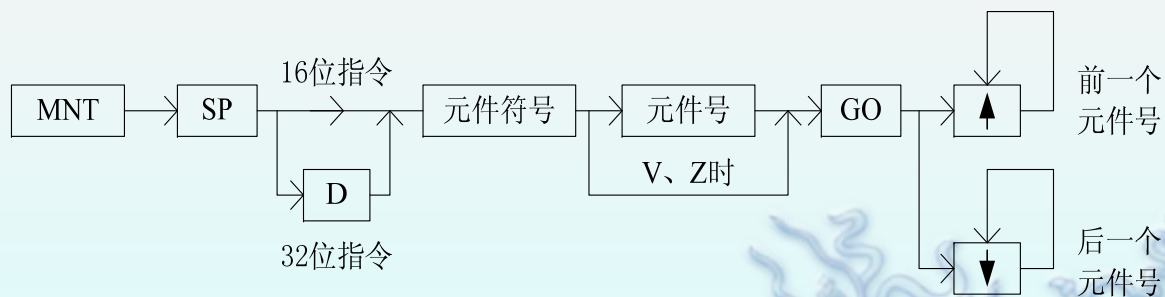 16位指令
MNT
SP
元件符号
元件号
GO
前一个
元件号
V、Z时
D
32位指令
后一个
元件号